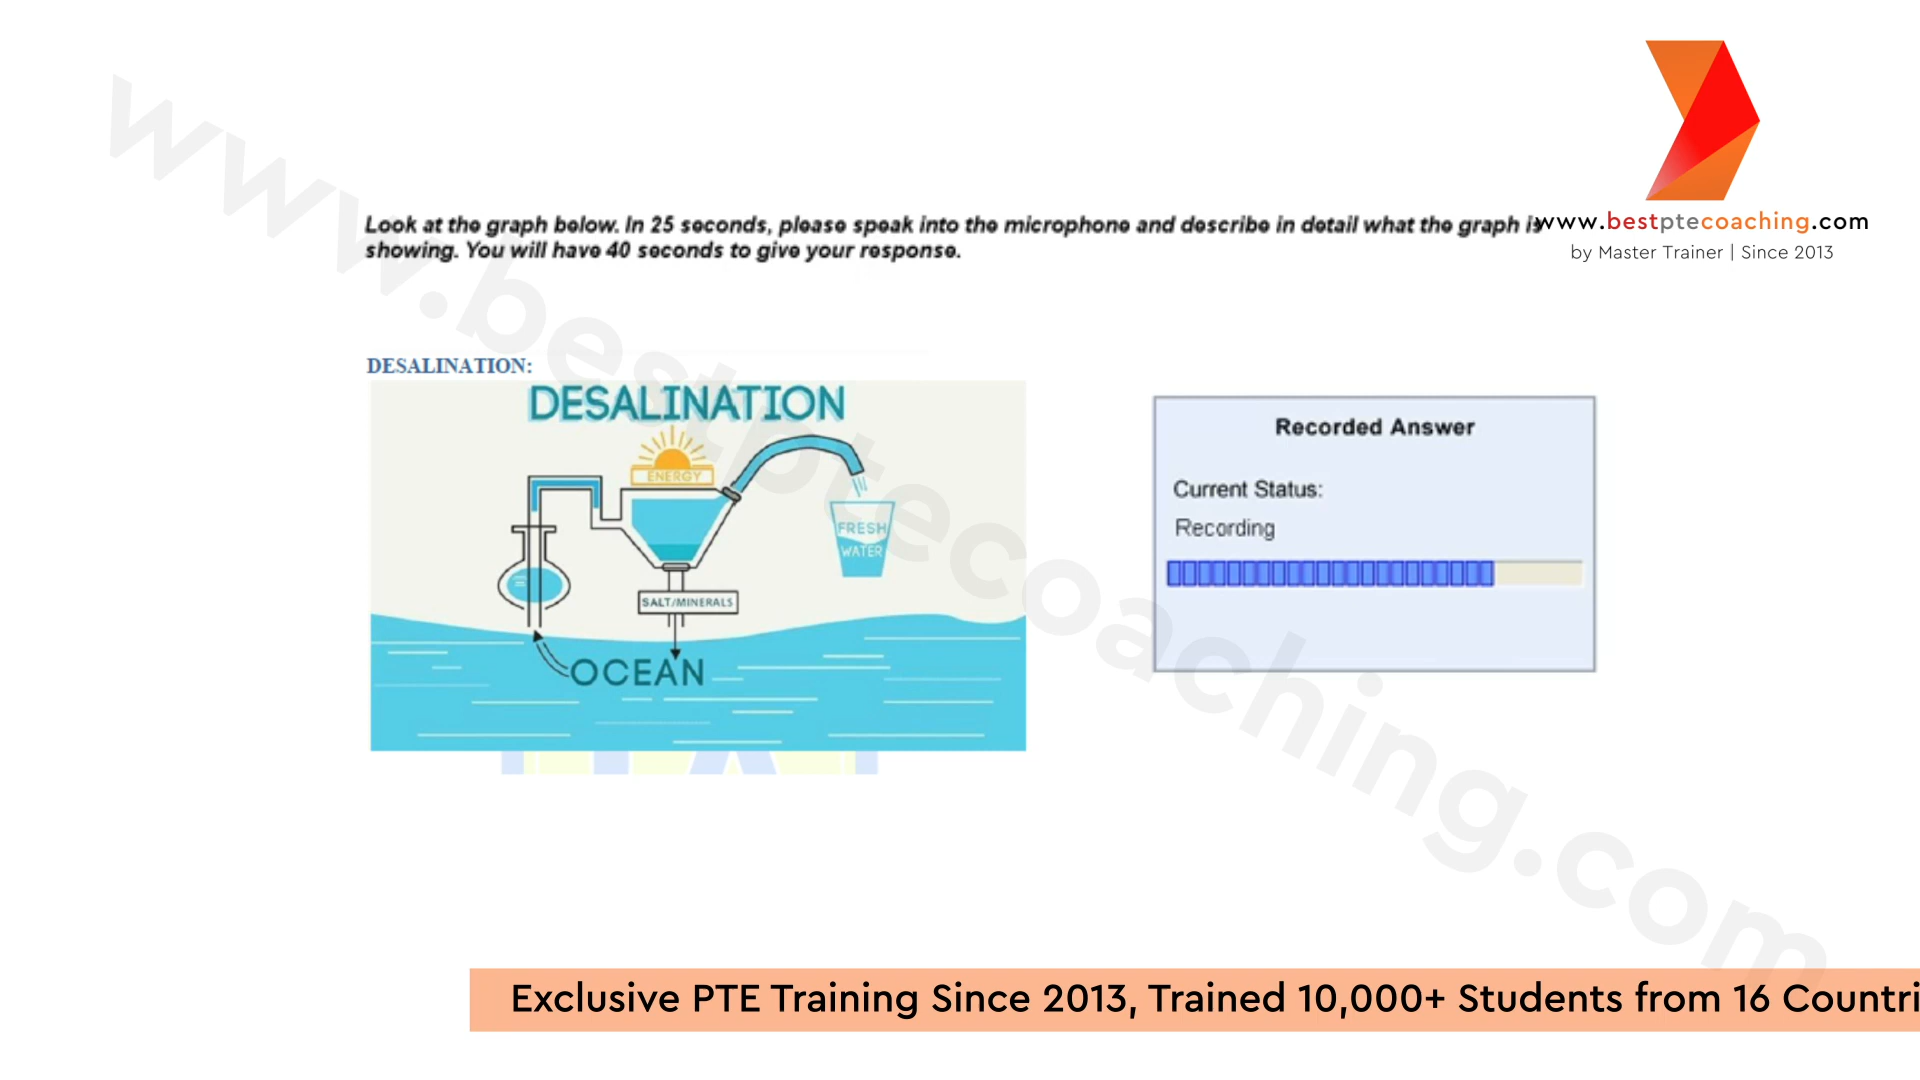 www.bestptecoaching.com
Look at the graph below. In 25 seconds, please speak into the microphone and describe in detail what the graph is
showing. You will have 40 seconds to give your response.
www.bestptecoaching.com
by Master Trainer | Since 2013
DESALINATION:
DESALINATION
ENERGY
FRESH
WATER
SALT/MINERALS
OCEAN
Recorded Answer
Current Status:
Recording
Exclusive PTE Training Since 2013, Trained 10,000+ Students from 16 Countri